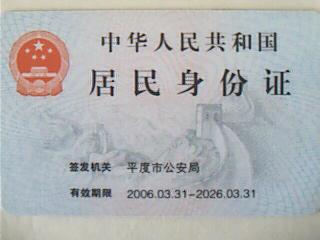 中华人民共和国
居民身份证
签发机关 平度市公安局
有效期限 2006.03.31-2026.03.31